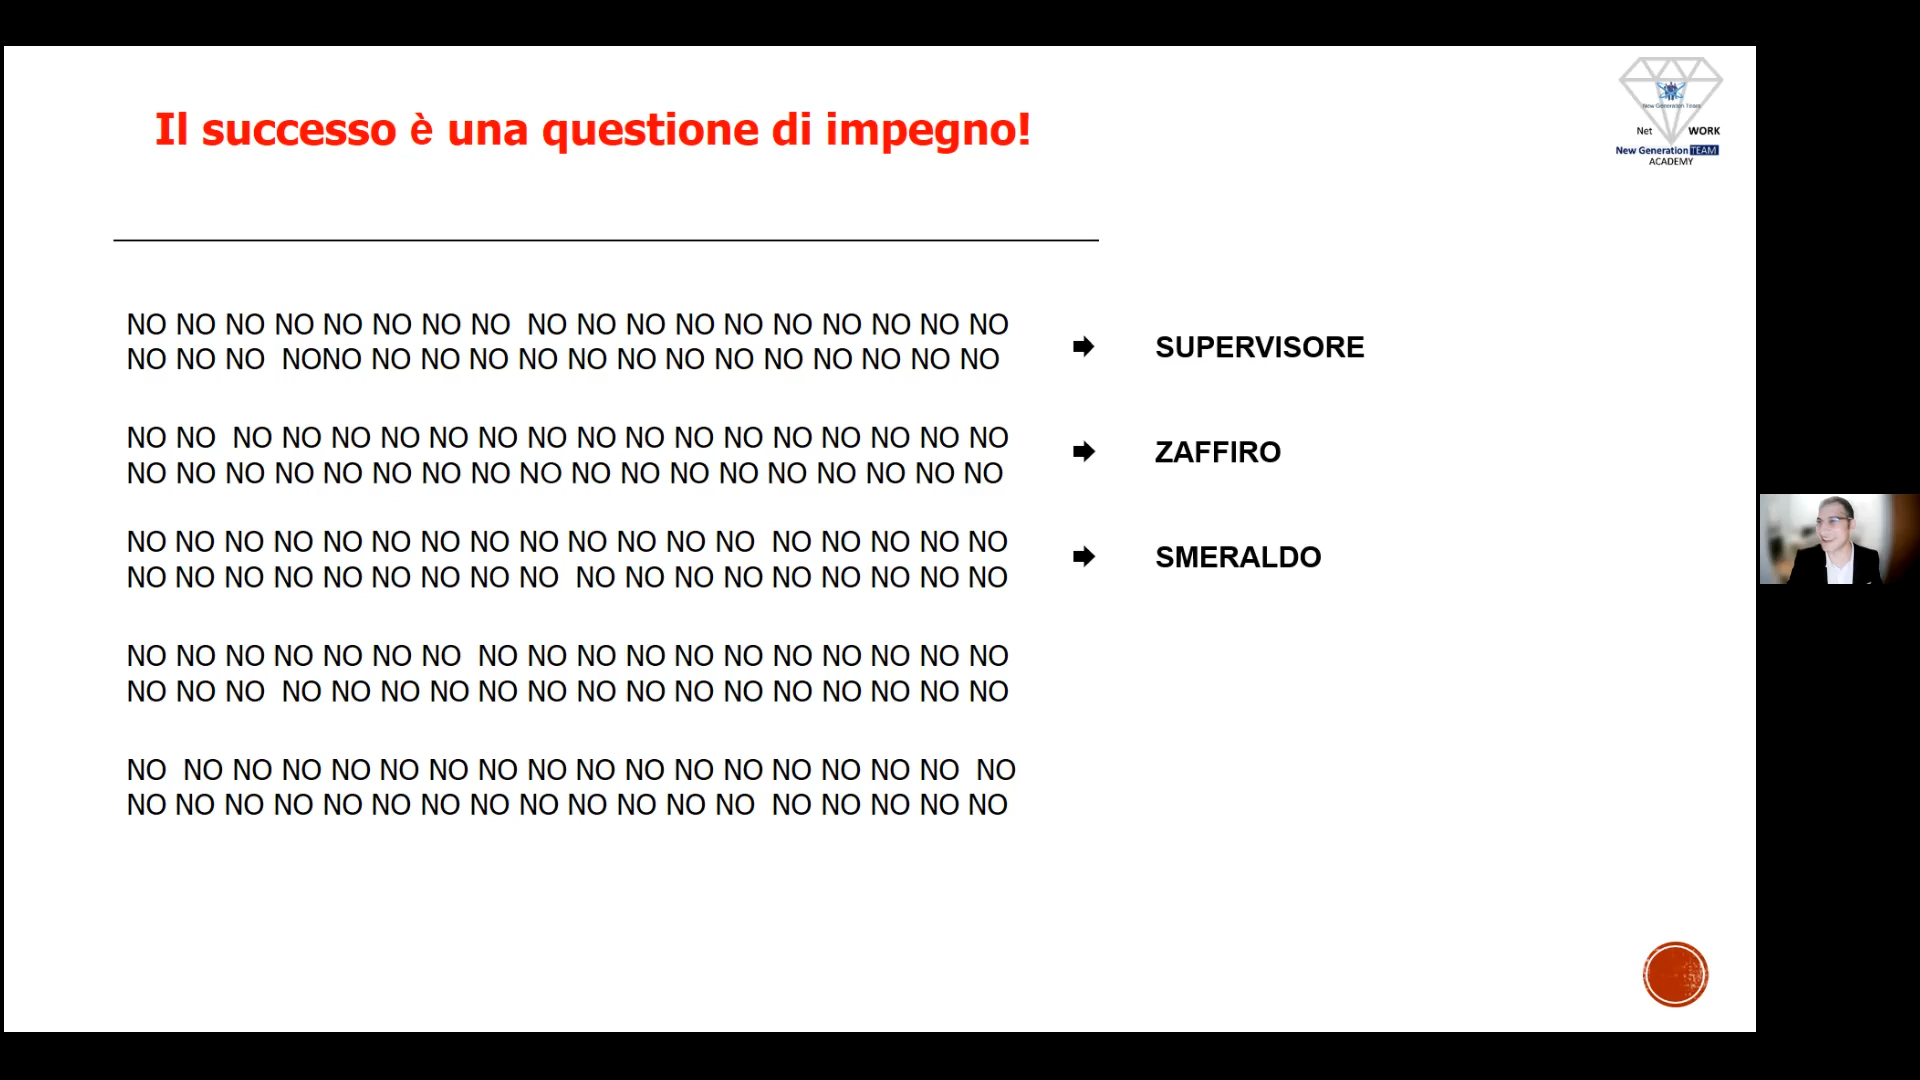 Il successo è una questione di impegno!
New Generation Team
Net WORK
New Generation TEAM
ACADEMY
NO NO NO NO NO NO NO NO  NO NO NO NO NO NO NO NO NO NO
NO NO NO  NONO NO NO NO NO NO NO NO NO NO NO NO NO NO
SUPERVISORE
NO NO  NO NO NO NO NO NO NO NO NO NO NO NO NO NO NO NO
NO NO NO NO NO NO NO NO NO NO NO NO NO NO NO NO NO NO
ZAFFIRO
NO NO NO NO NO NO NO NO NO NO NO NO NO  NO NO NO NO NO
NO NO NO NO NO NO NO NO NO  NO NO NO NO NO NO NO NO NO
SMERALDO
NO NO NO NO NO NO NO  NO NO NO NO NO NO NO NO NO NO NO
NO NO NO  NO NO NO NO NO NO NO NO NO NO NO NO NO NO NO
NO  NO NO NO NO NO NO NO NO NO NO NO NO NO NO NO NO  NO
NO NO NO NO NO NO NO NO NO NO NO NO NO  NO NO NO NO NO